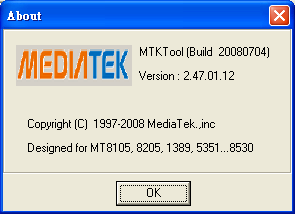 About
MEDIATEK
MTKTool (Build 20080704)
Version : 2.47.01.12
Copyright (C) 1997-2008 MediaTek.,inc
Designed for MT8105, 8205, 1389, 5351...8530
OK